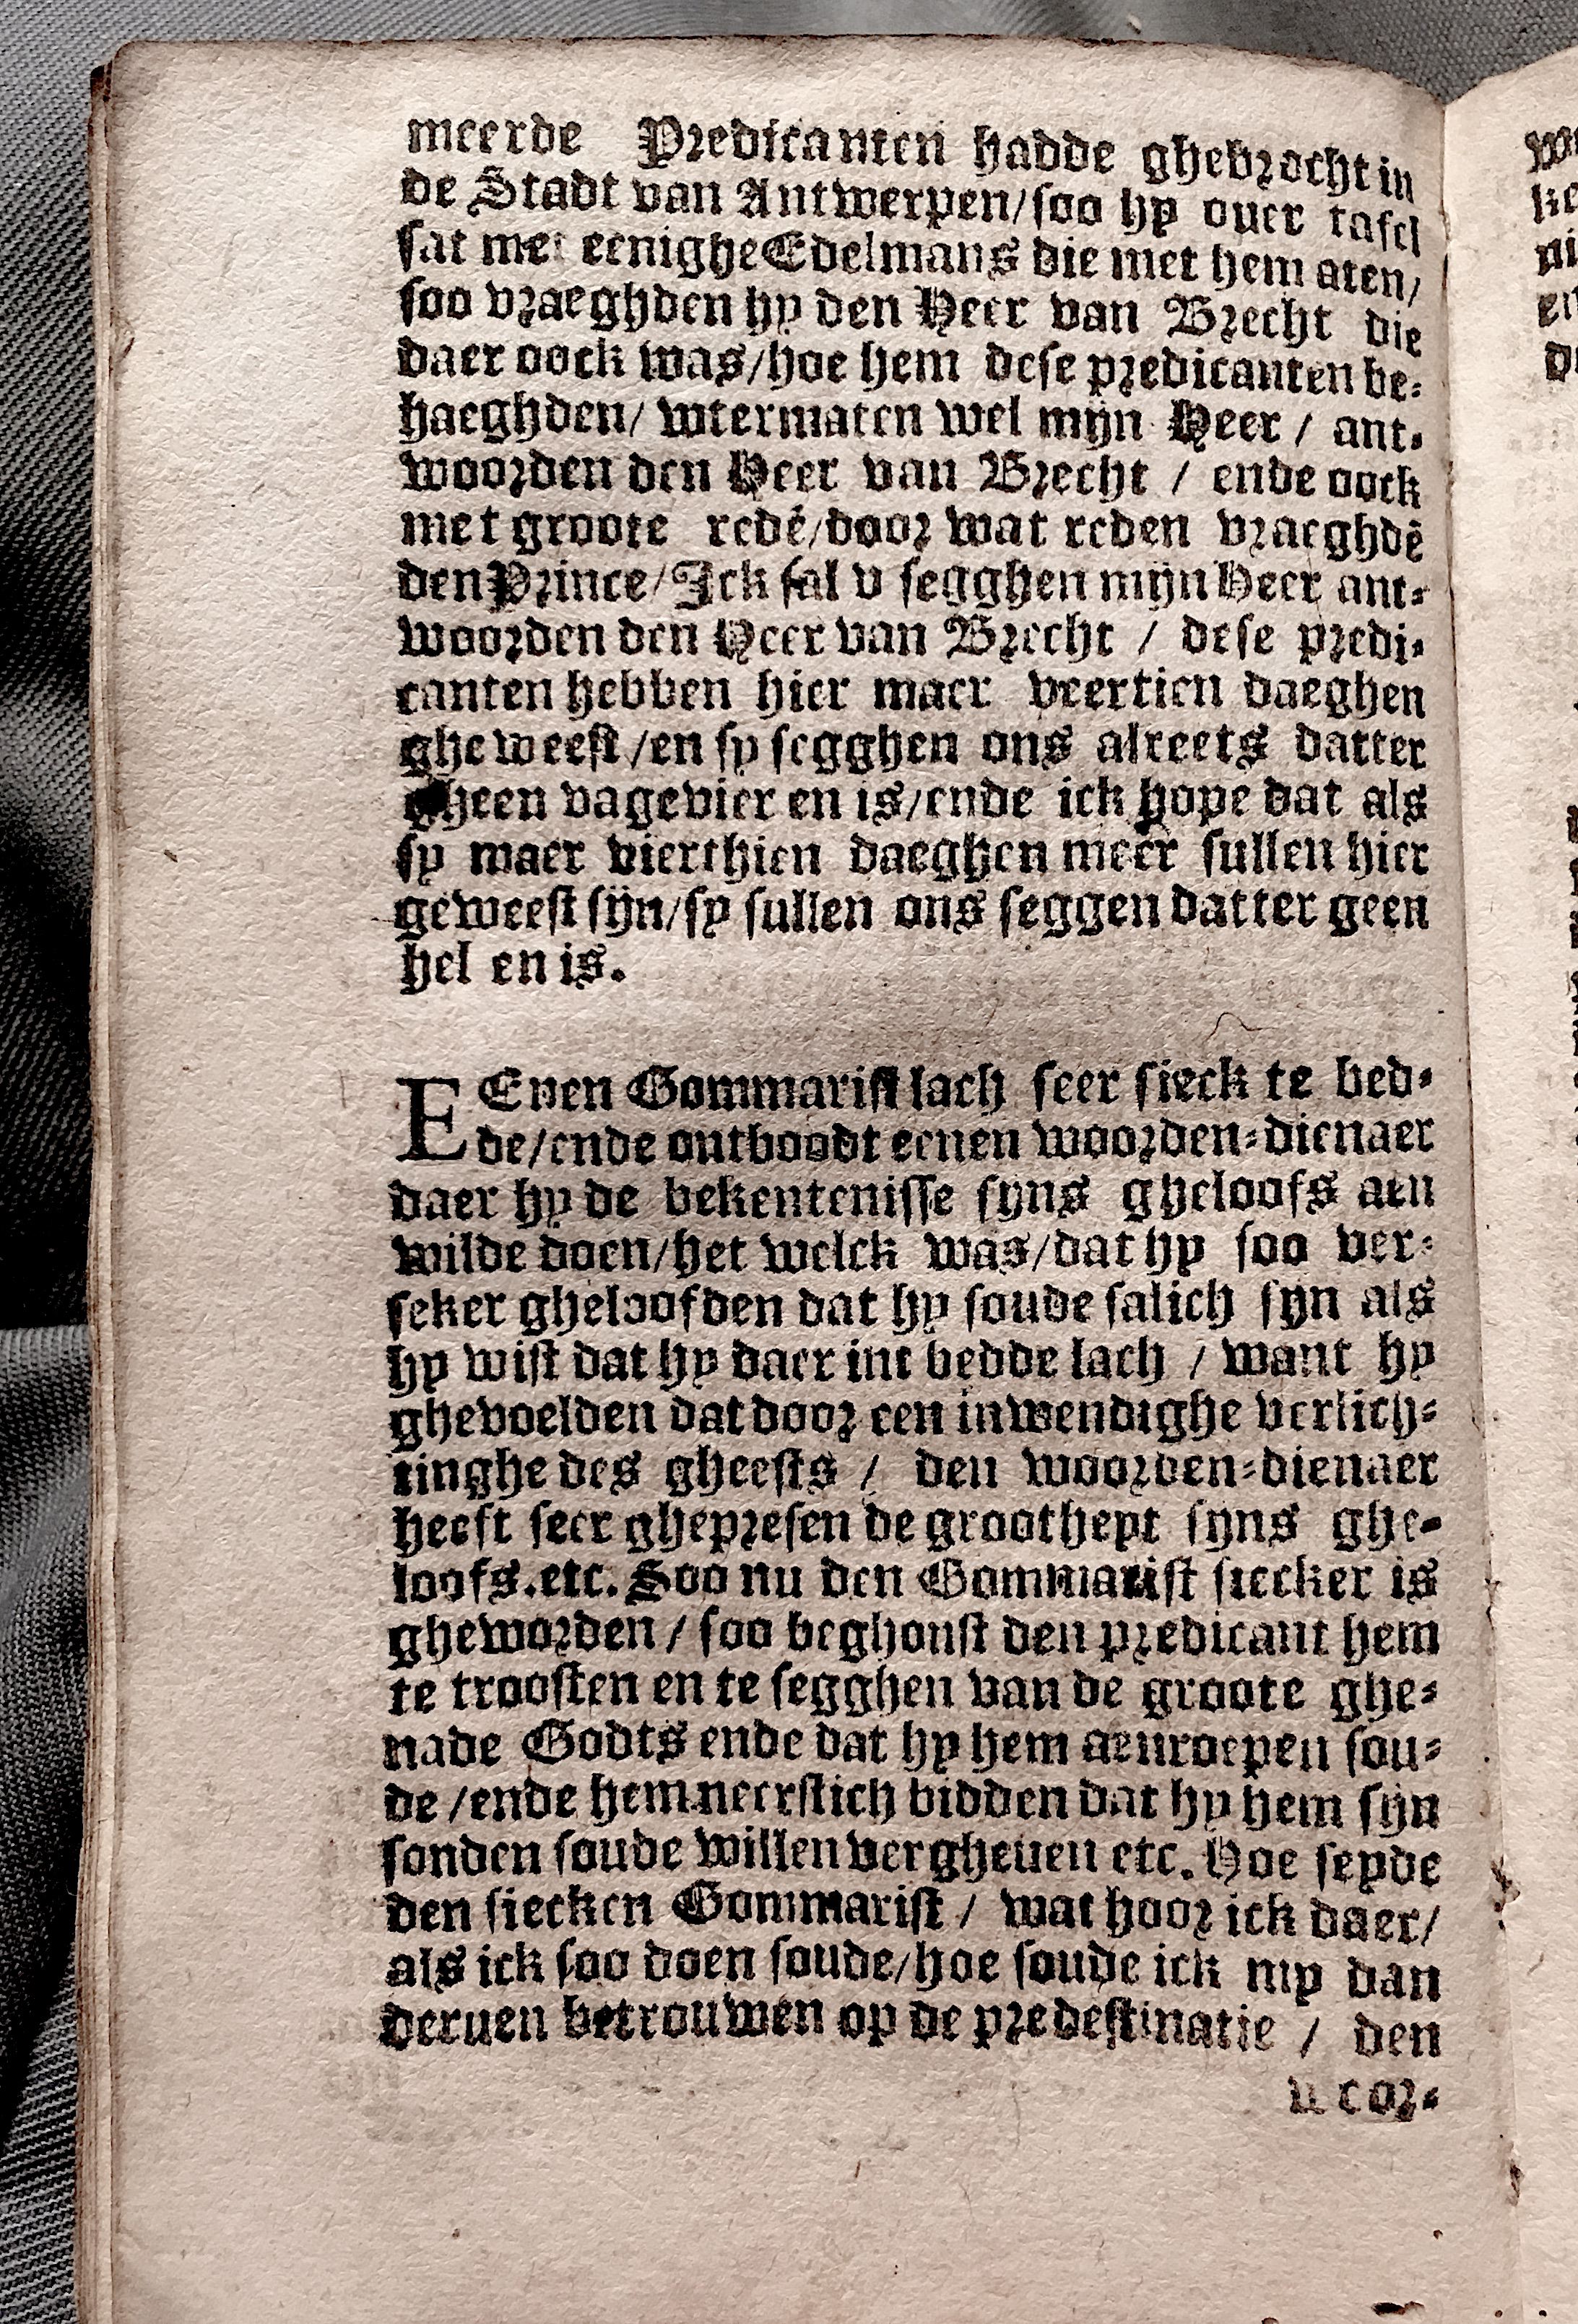 meerde Predicanten hadde ghebrocht in
de Stadt van Antwerpen/soo hy ouer tafel
sat met eenighe Edelmans die met hem aten/
soo vraeghden hy den Heer van Brecht die
daer oock was/hoe hem dese predicanten be-
haeghden/ wtermaten wel mijn Heer / ant-
woorden den Heer van Brecht / ende oock
met groote redē/door wat reden vraeghdē
den Prince/Ick sal v segghen mijn Heer ant-
woorden den Heer van Brecht / dese predi-
canten hebben hier maer veertien daeghen
gheweest/en sy segghen ons alreets datter
gheen vagevier en is/ende ick hope dat als
sy maer vierthien daeghen meer sullen hier
geweest sijn/sy sullen ons seggen datter geen
hel en is.
EEnen Gommarist lach seer sieck te bed-
de/ende ontboodt eenen woorden-dienaer
daer hy de bekentenisse syns gheloofs aen
wilde doen/het welck was/dat hy soo ver-
seker gheloofden dat hy soude salich syn als
hy wist dat hy daer int bedde lach / want hy
ghevoelden dat door een inwendighe verlich-
tinghe des gheests / den woorden-dienaer
heeft seer ghepresen de grootheyt syns ghe-
loofs.etc. Soo nu den Gommarist siecker is
gheworden / soo beghonst den predicant hem
te troosten en te segghen van de groote ghe-
nade Godts ende dat hy hem aenroepen sou-
de /ende hem neerstich bidden dat hy hem sijn
sonden soude willen vergheuen etc. Hoe seyde
den siecken Gommarist / wat hoor ick daer/
als ick soo doen soude/hoe soude ick my dan
deruen betrouwen op de predestinatie / den